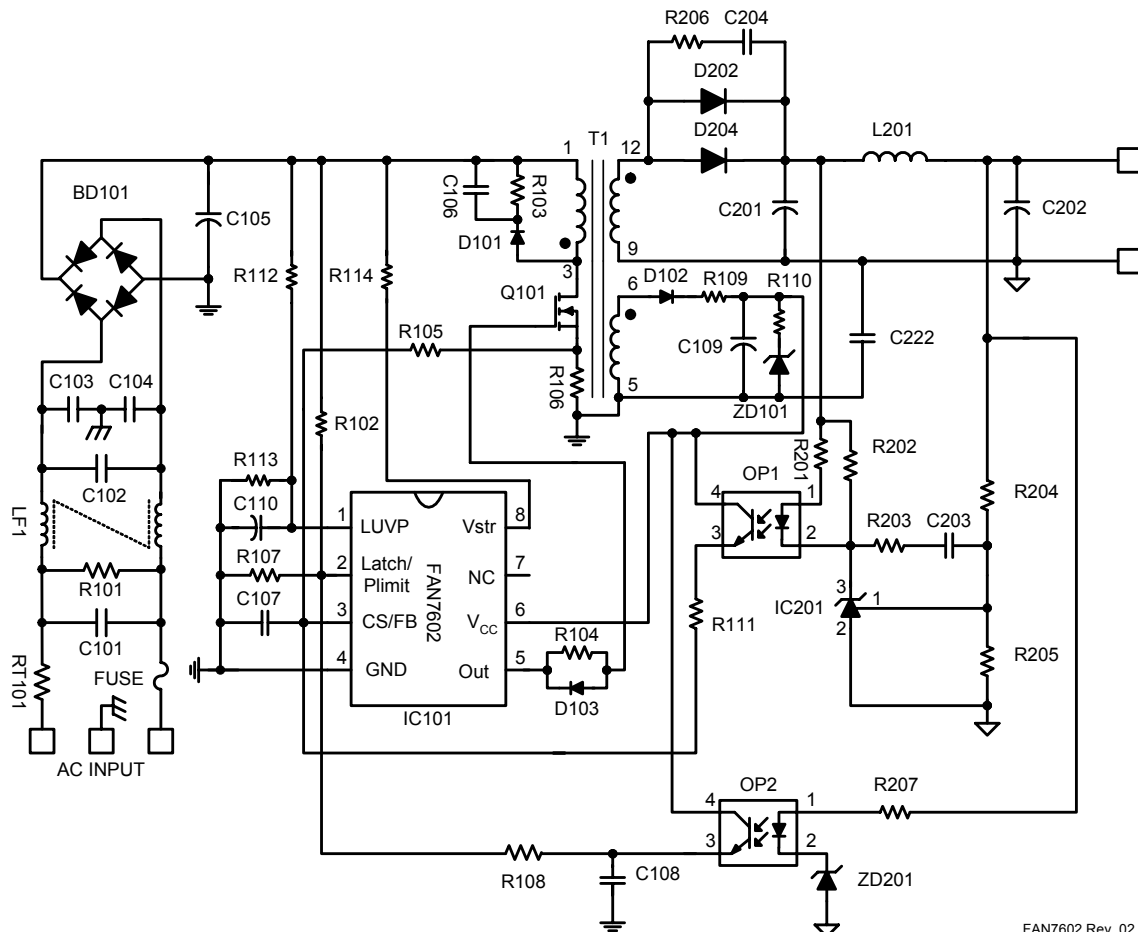 R206
C204
D202
D204
L201
T1
1
12
BD101
C105
C106
R103
D101
C201
C202
3
9
R112
R114
Q101
6
D102
R109
R110
R105
C109
C222
C103
C104
R106
5
ZD101
R102
R201
R202
R113
OP1
C102
C110
4
1
R204
LF1
1
LUVP
Vstr
8
3
2
R203
C203
R107
2
Latch/
Plimit
NC
7
R101
FAN7602
3
IC201
1
C107
3
CS/FB
VCC
6
R111
2
C101
R104
R205
RT101
FUSE
4
GND
Out
5
D103
IC101
AC INPUT
OP2
R207
4
1
3
2
R108
C108
ZD201
FAN7602 Rev. 02